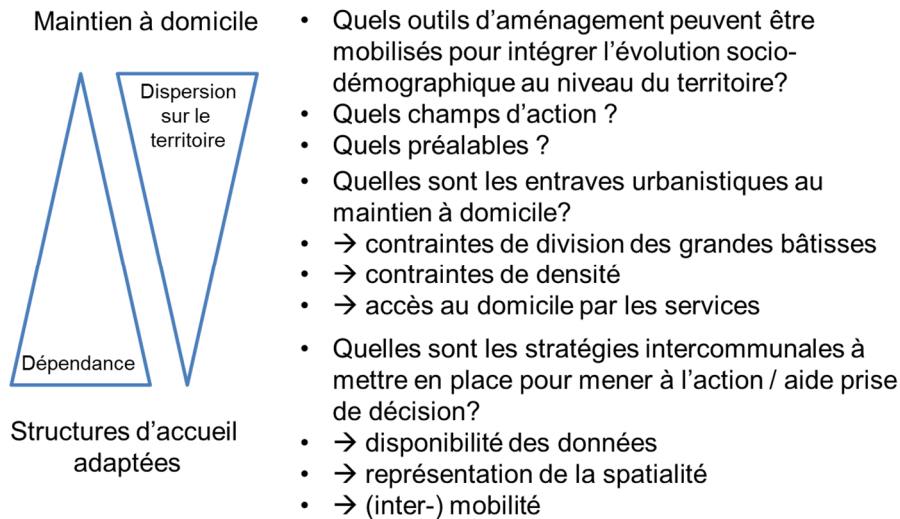 Maintien à domicile
Dispersion
sur le
territoire
Dépendance
Structures d'accueil
adaptées
• Quels outils d'aménagement peuvent être
mobilisés pour intégrer l'évolution socio-
démographique au niveau du territoire?
• Quels champs d'action ?
• Quels préalables ?
• Quelles sont les entraves urbanistiques au
maintien à domicile?
• → contraintes de division des grandes bâtisses
• → contraintes de densité
• → accès au domicile par les services
• Quelles sont les stratégies intercommunales à
mettre en place pour mener à l'action / aide prise
de décision?
• → disponibilité des données
• → représentation de la spatialité
• → (inter-) mobilité